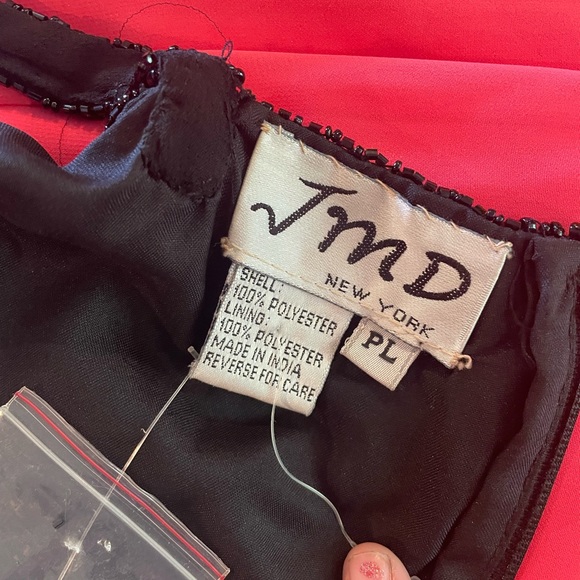 JMD
NEW YORK
PL
SHELL:
100% POLYESTER
LINING:
100% POLYESTER
MADE IN INDIA
REVERSE FOR CARE